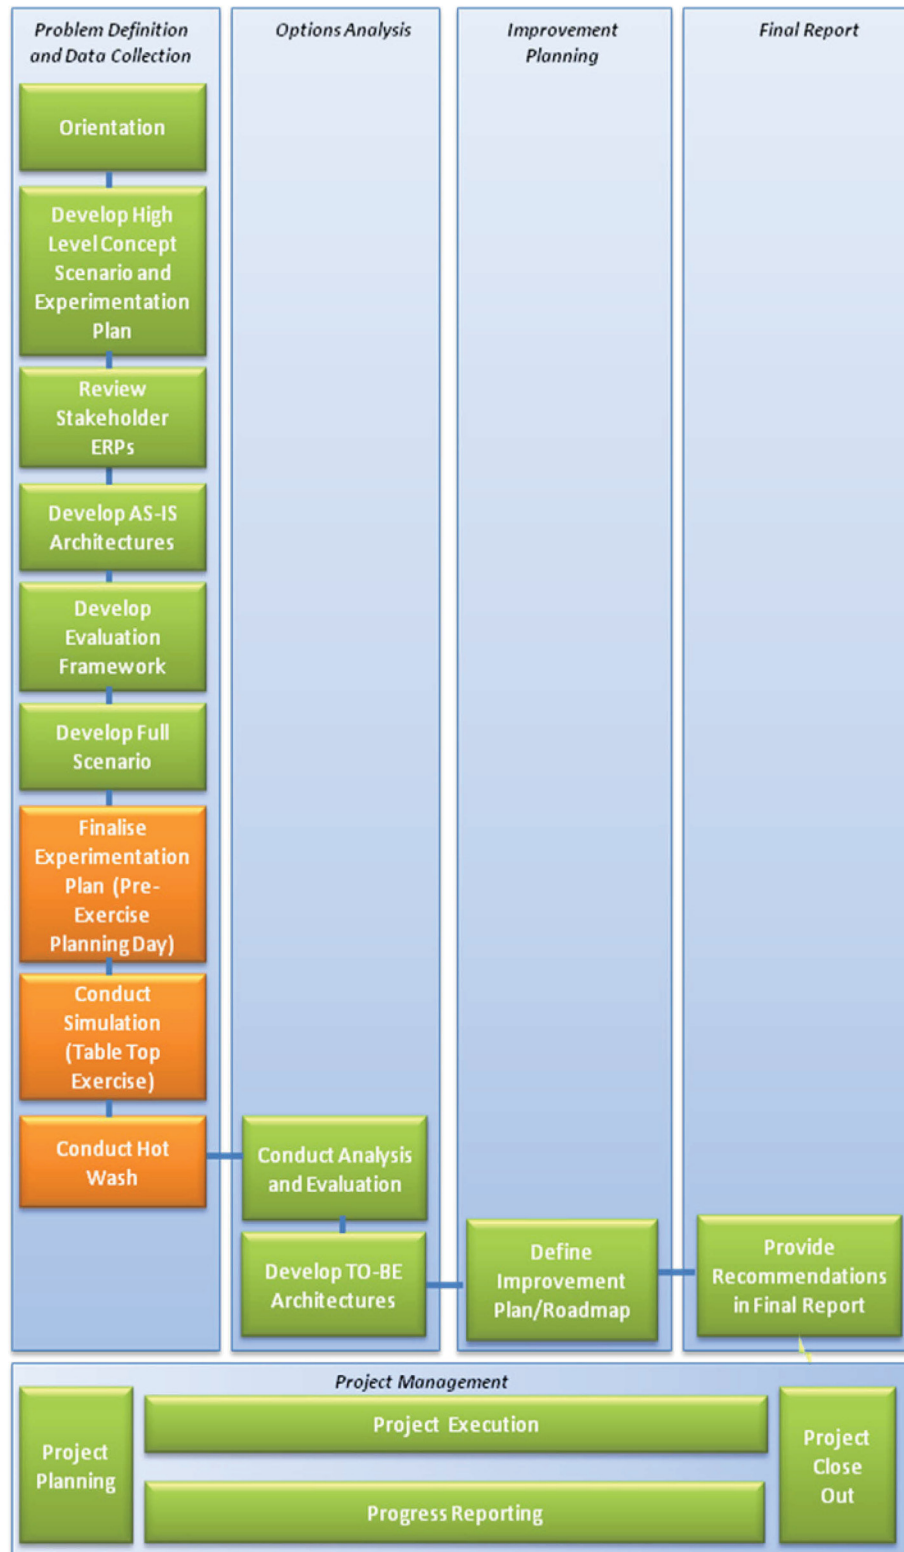 Problem Definition
and Data Collection
Orientation
Develop High
Level Concept
Scenario and
Experimentation
Plan
Review
Stakeholder
ERPs
Develop AS-IS
Architectures
Develop
Evaluation
Framework
Develop Full
Scenario
Finalise
Experimentation
Plan (Pre-
Exercise
Planning Day)
Conduct
Simulation
(Table Top
Exercise)
Conduct Hot
Wash
Options Analysis
Conduct Analysis
and Evaluation
Develop TO-BE
Architectures
Improvement
Planning
Define
Improvement
Plan/Roadmap
Final Report
Provide
Recommendations
in Final Report
Project Management
Project
Planning
Project Execution
Progress Reporting
Project
Close
Out